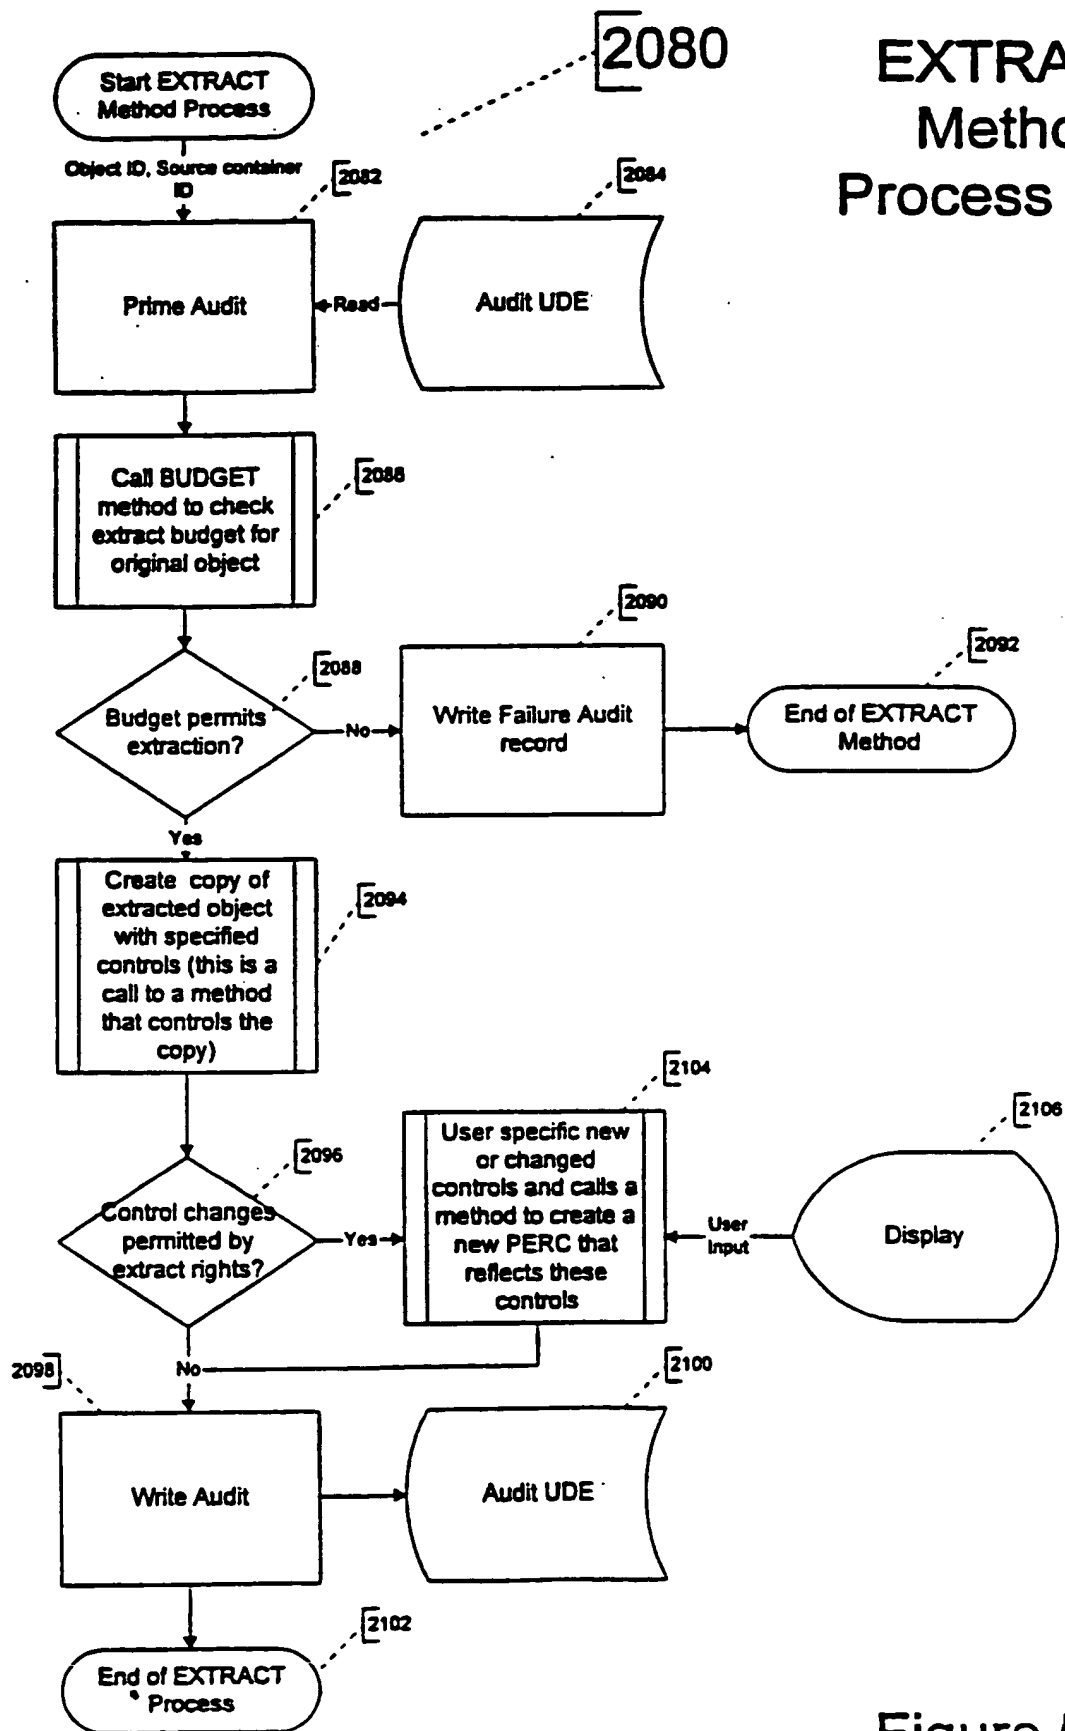 2080
EXTRA
Metho
Process
Start EXTRACT
Method Process
Object ID, Source container
ID
2082
2084
Prime Audit
Read
Audit UDE
Call BUDGET
method to check
extract budget for
original object
2086
2090
2092
2088
Budget permits
extraction?
No
Write Failure Audit
record
End of EXTRACT
Method
Yes
Create copy of
extracted object
with specified
controls (this is a
call to a method
that controls the
copy)
2094
2104
2106
2096
Control changes
permitted by
extract rights?
Yes
User specific new
or changed
controls and calls a
method to create a
new PERC that
reflects these
controls
User
Input
Display
No
2098
2100
Write Audit
Audit UDE
2102
End of EXTRACT
Process
Figure